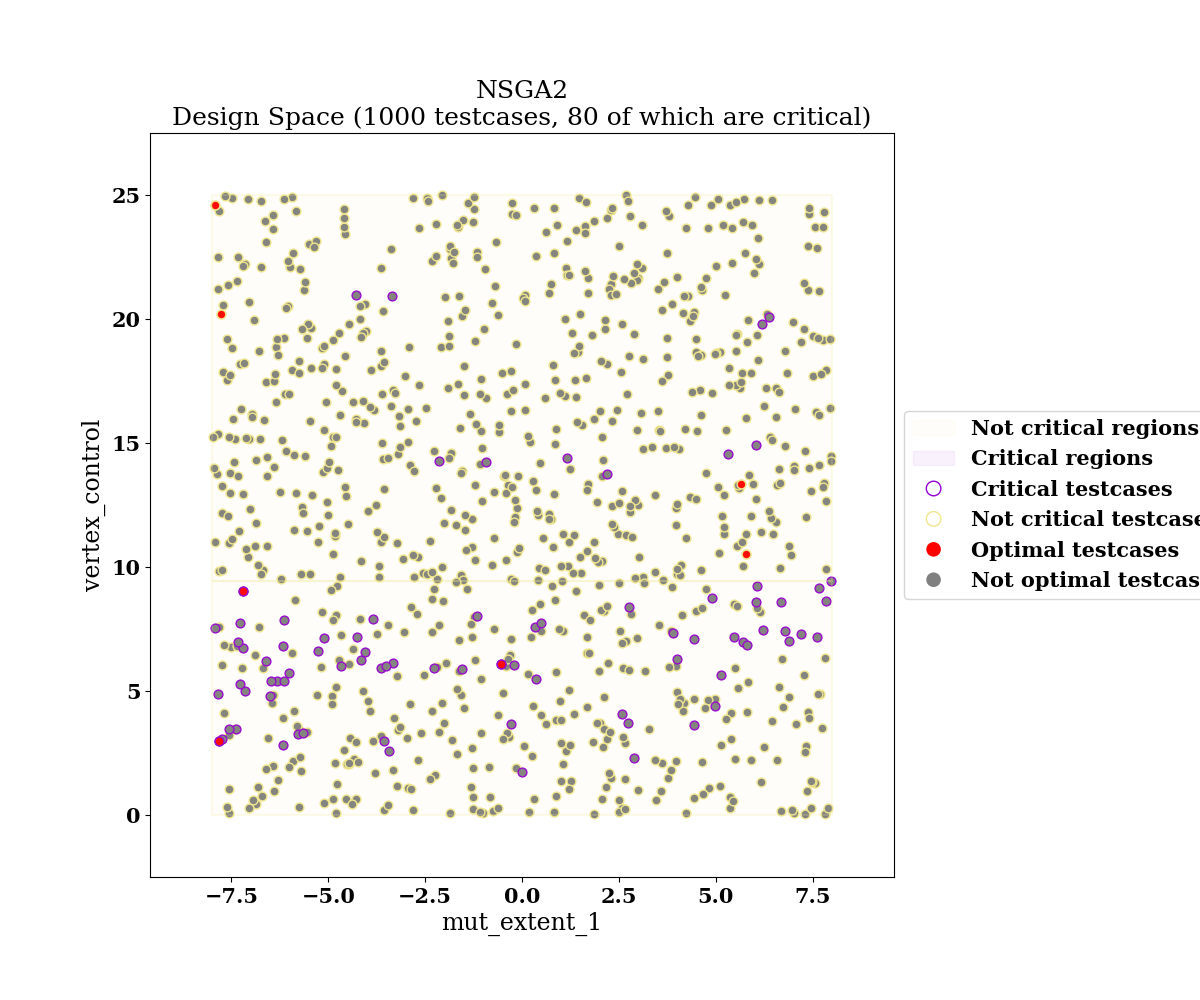 NSGA2
Design Space (1000 testcases, 80 of which are critical)
25
20
15
10
5
0
vertex_control
−7.5 −5.0 −2.5 0.0 2.5 5.0 7.5
mut_extent_1
Not critical regions
Critical regions
Critical testcases
Not critical testcase
Optimal testcases
Not optimal testcas